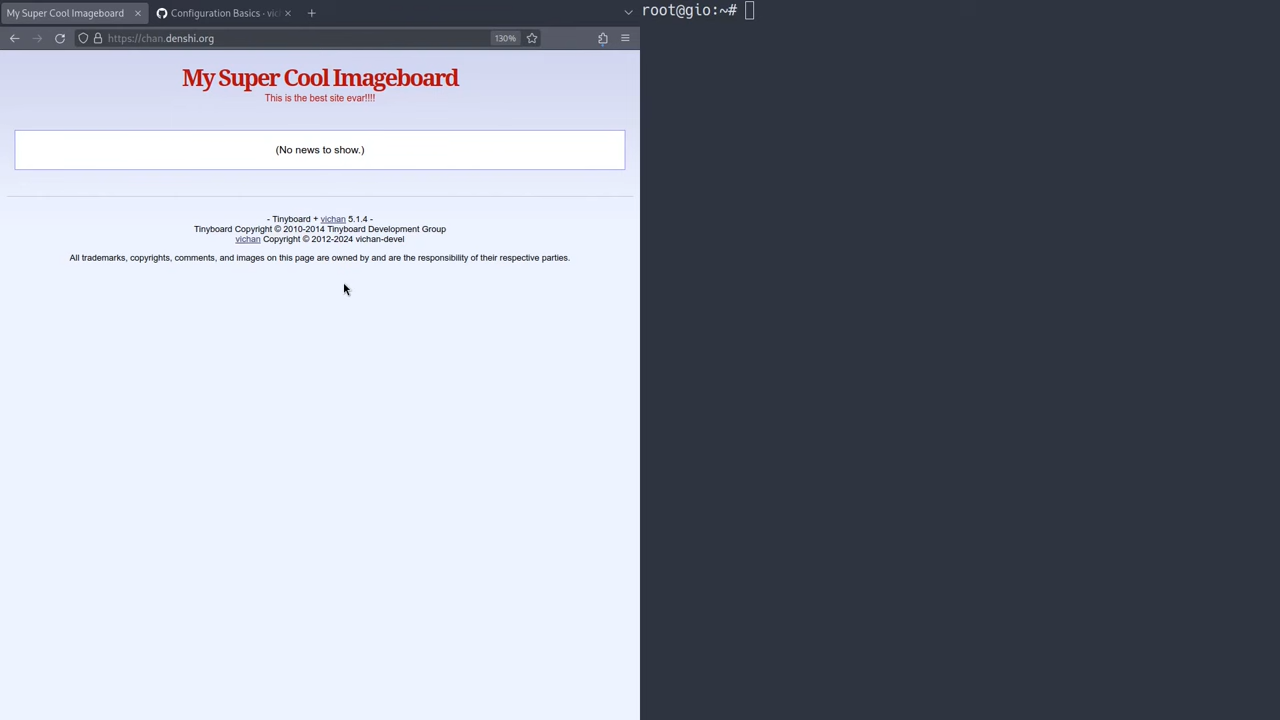 My Super Cool Imageboard
Configuration Basics · vic
https://chan.denshi.org
130%
My Super Cool Imageboard
This is the best site evar!!!!
(No news to show.)
- Tinyboard + vichan 5.1.4 -
Tinyboard Copyright © 2010-2014 Tinyboard Development Group
vichan Copyright © 2012-2024 vichan-devel
All trademarks, copyrights, comments, and images on this page are owned by and are the responsibility of their respective parties.
root@gio:~#